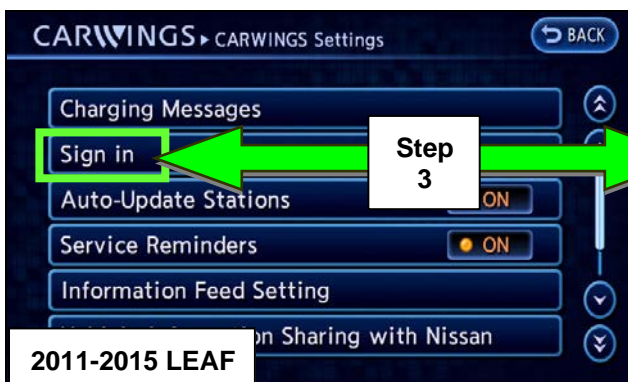 CARWINGS▸CARWINGS Settings
BACK
Charging Messages
Sign in
Step
3
Auto-Update Stations
ON
Service Reminders
ON
Information Feed Setting
Sharing with Nissan
2011-2015 LEAF